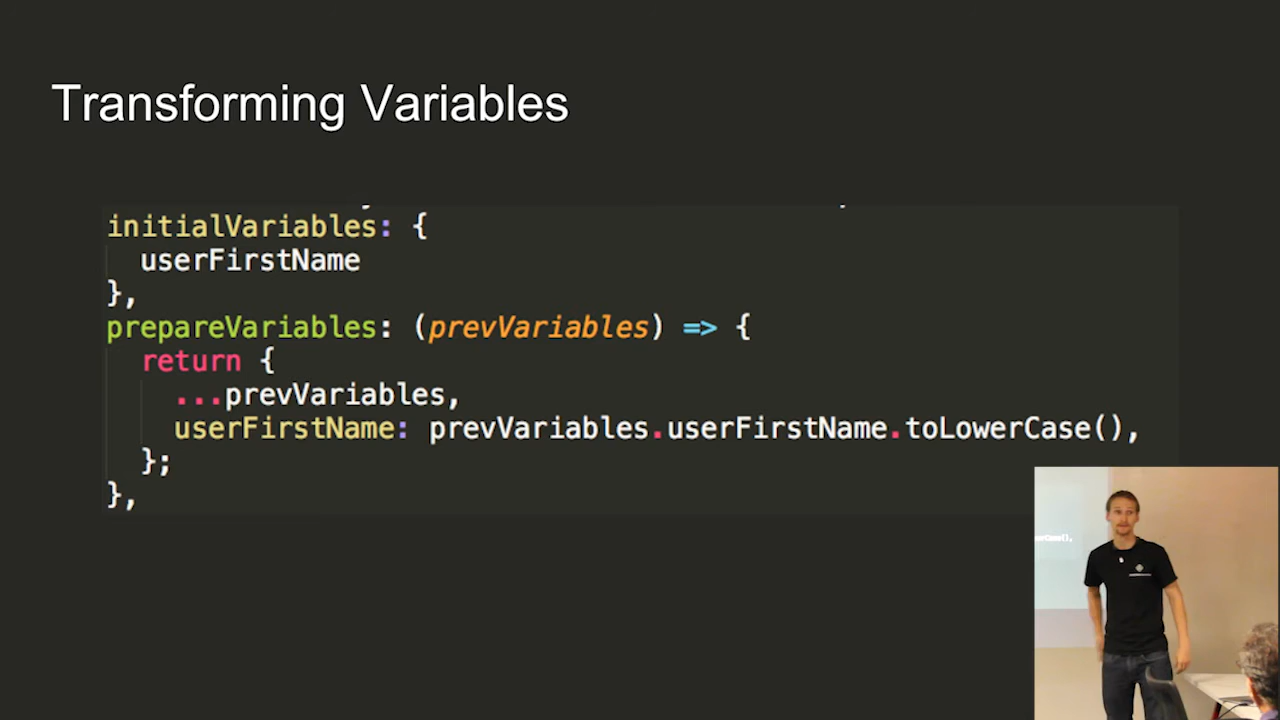 Transforming Variables
initialVariables: {
userFirstName
},
prepareVariables: (prevVariables) => {
return {
...prevVariables,
userFirstName: prevVariables.userFirstName.toLowerCase(),
};
},